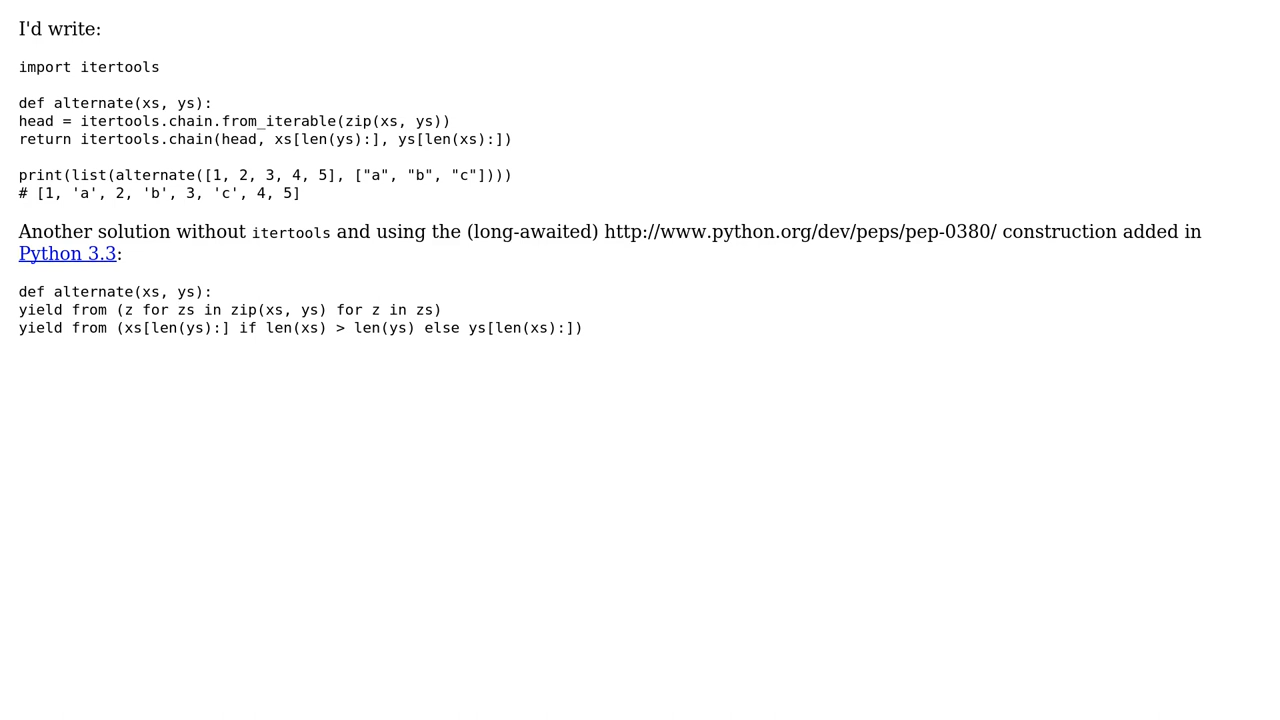 I'd write:
import itertools
def alternate(xs, ys):
head = itertools.chain.from_iterable(zip(xs, ys))
return itertools.chain(head, xs[len(ys):], ys[len(xs):])
print(list(alternate([1, 2, 3, 4, 5], ["a", "b", "c"])))
# [1, 'a', 2, 'b', 3, 'c', 4, 5]
Another solution without itertools and using the (long-awaited) http://www.python.org/dev/peps/pep-0380/ construction added in
Python 3.3:
def alternate(xs, ys):
yield from (z for zs in zip(xs, ys) for z in zs)
yield from (xs[len(ys):] if len(xs) > len(ys) else ys[len(xs):])